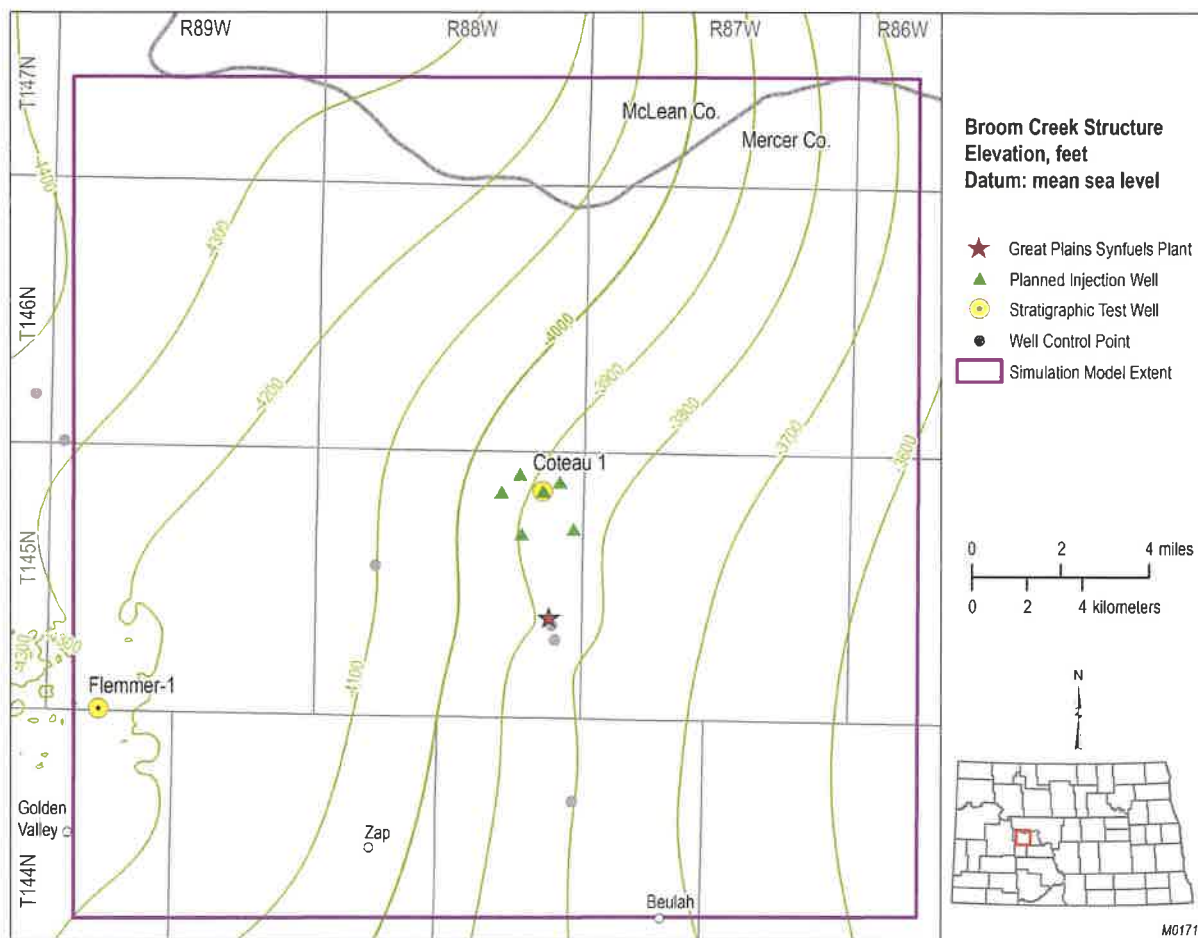 R89W
R88W
R87W
R86W
T147N
McLean Co.
Mercer Co.
-4400
-4300
T146N
-4000
-4200
-3900
-3800
-3700
-3600
Coteau 1
T145N
-4300
-4300
-4100
Flemmer-1
Golden
Valley
Zap
T144N
Beulah
Broom Creek Structure
Elevation, feet
Datum: mean sea level
Great Plains Synfuels Plant
Planned Injection Well
Stratigraphic Test Well
Well Control Point
Simulation Model Extent
0 2 4 miles
0 2 4 kilometers
N
M0171